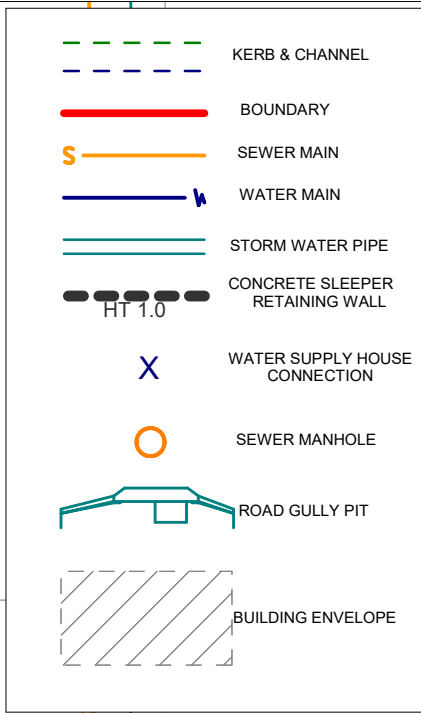 KERB & CHANNEL
BOUNDARY
S
SEWER MAIN
WATER MAIN
W
STORM WATER PIPE
CONCRETE SLEEPER
RETAINING WALL
HT 1.0
X
WATER SUPPLY HOUSE
CONNECTION
SEWER MANHOLE
ROAD GULLY PIT
BUILDING ENVELOPE